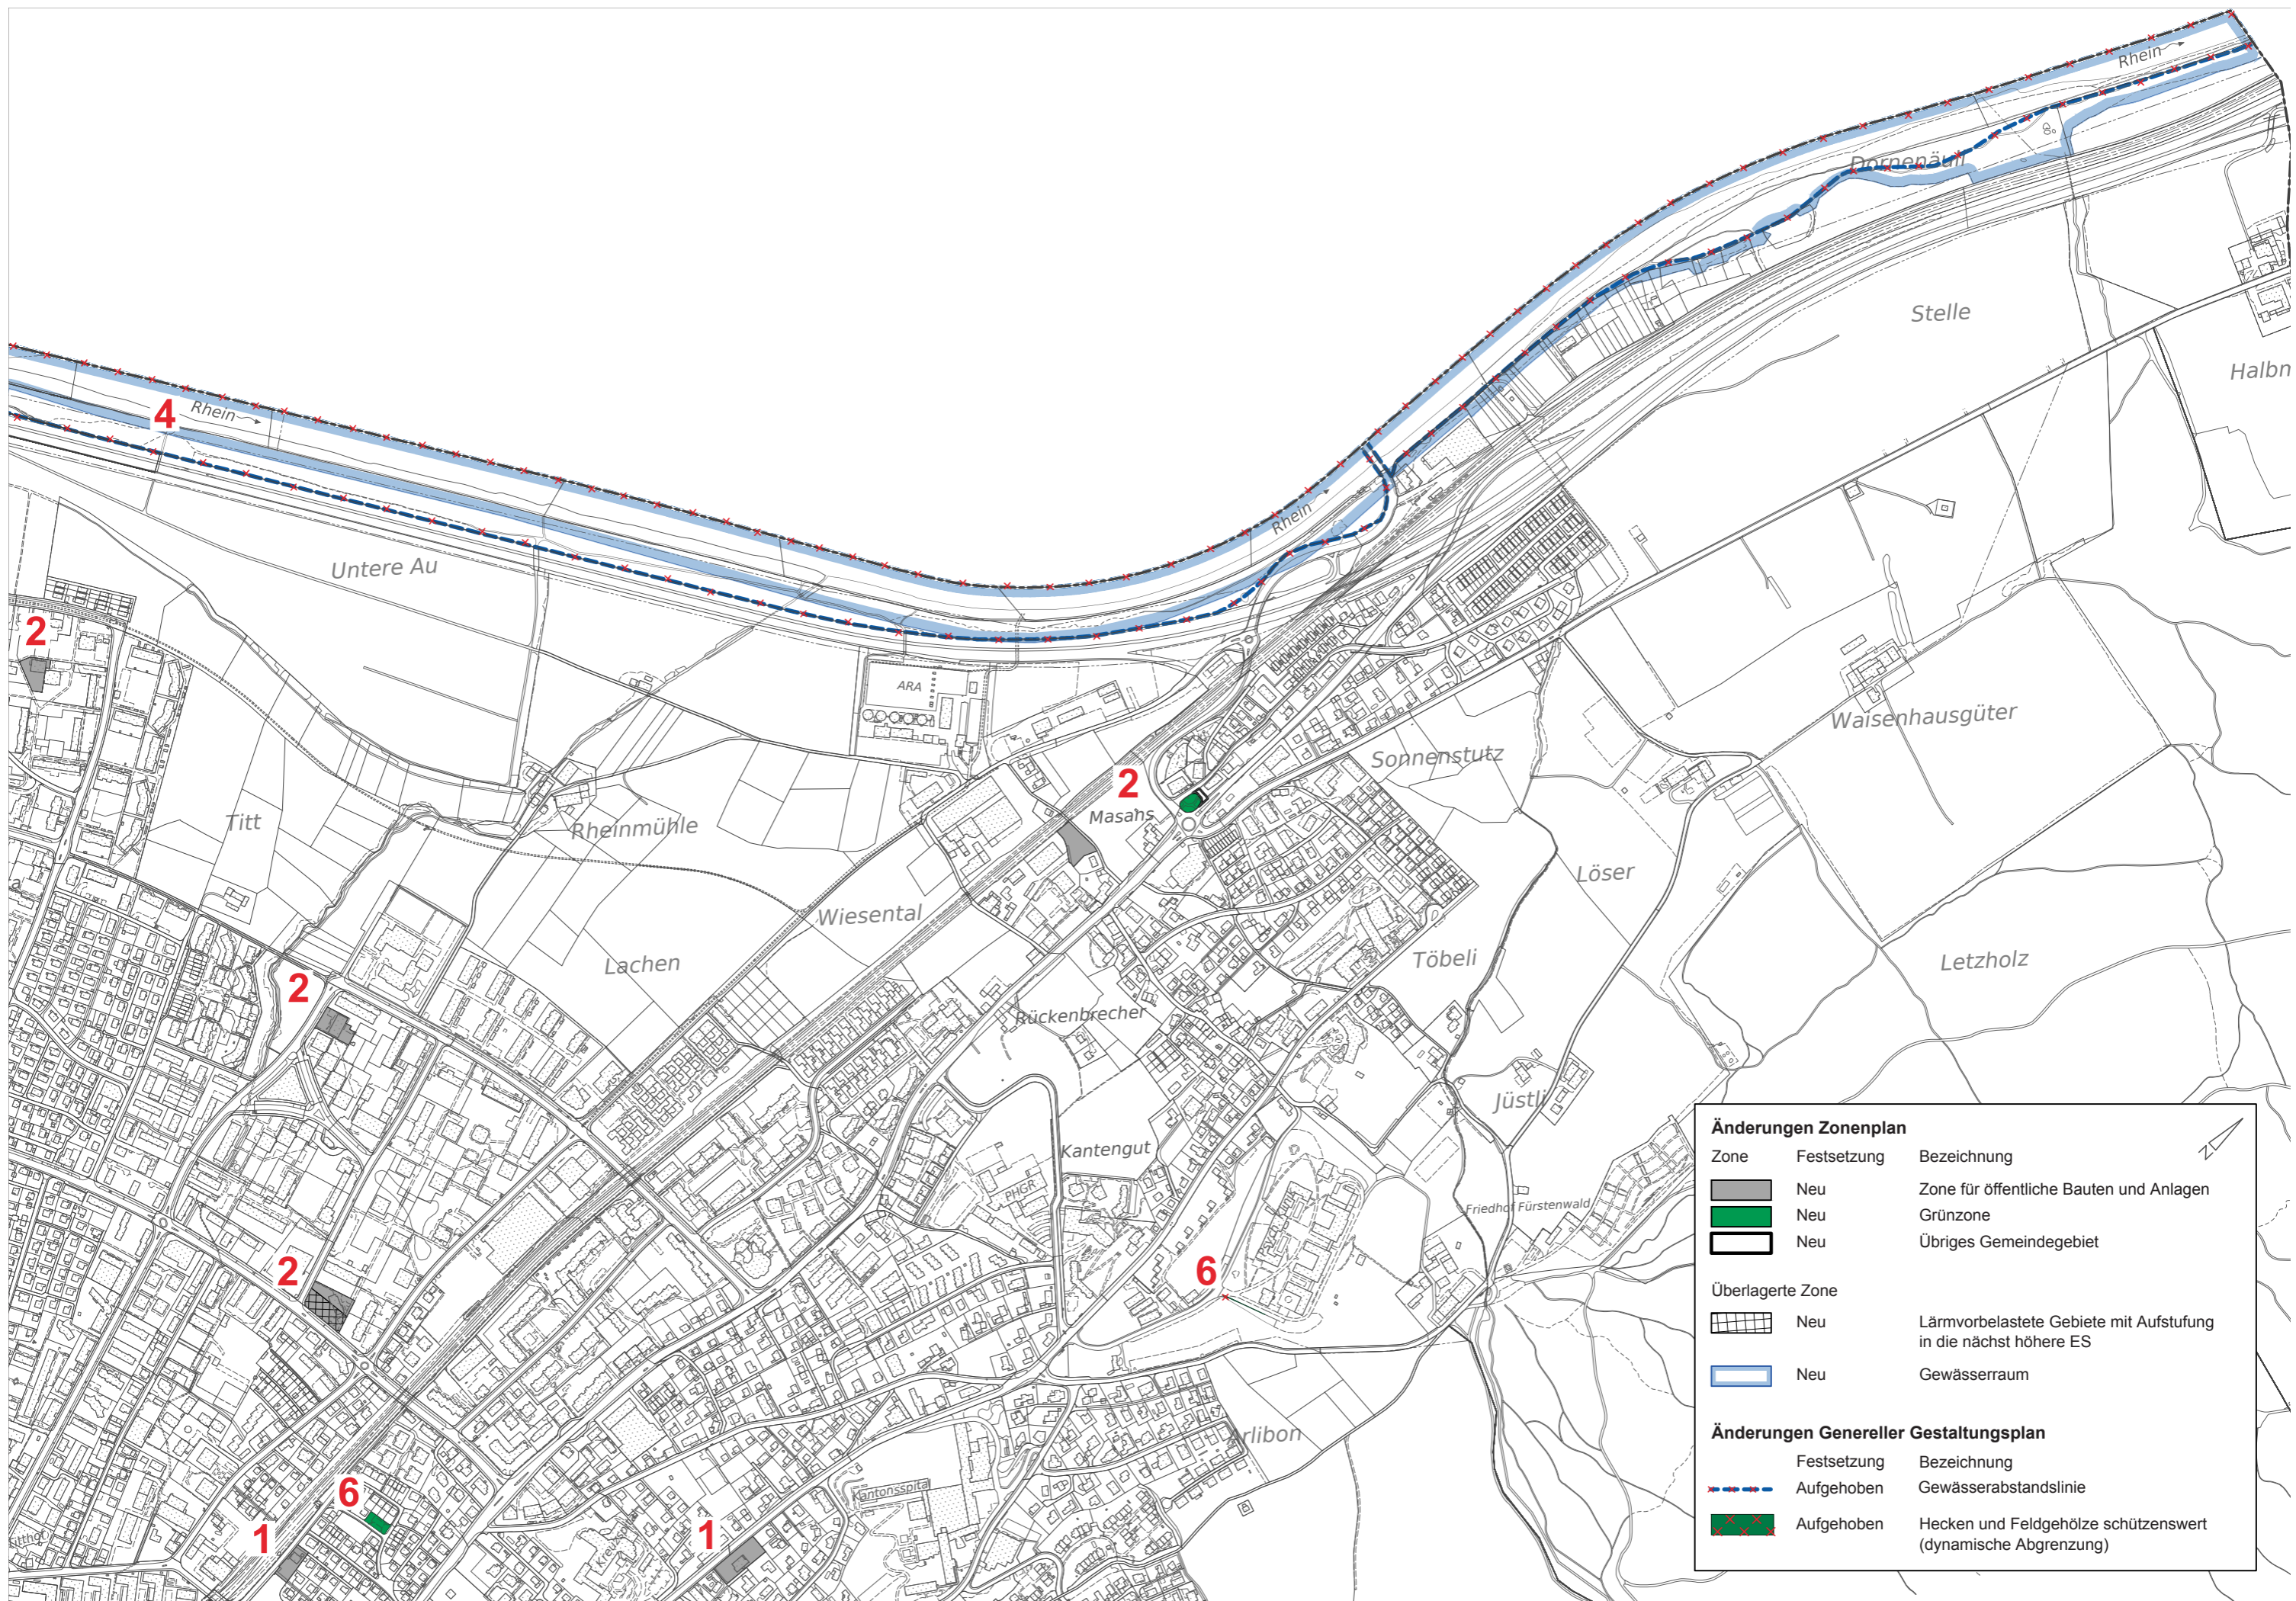 Rhein
Dornenäuli
Stelle
Halbm
4
Rhein
Rhein
Untere Au
2
ARA
Waisenhausgüter
Sonnenstutz
2
Masans
Titt
Rheinmühle
Löser
Wiesental
Töbeli
Letzholz
Lachen
2
Rückenbrecher
Jüstli
Kantengut
PHGR
Friedhof Fürstenwald
2
6
Arlibon
Kantonsspital
6
1
1
Änderungen Zonenplan
Zone Festsetzung Bezeichnung
N
Neu Zone für öffentliche Bauten und Anlagen
Neu Grünzone
Neu Übriges Gemeindegebiet
Überlagerte Zone
Neu Lärmvorbelastete Gebiete mit Aufstufung
in die nächst höhere ES
Neu Gewässerraum
Änderungen Genereller Gestaltungsplan
Festsetzung Bezeichnung
Aufgehoben Gewässerabstandslinie
Aufgehoben Hecken und Feldgehölze schützenswert
(dynamische Abgrenzung)